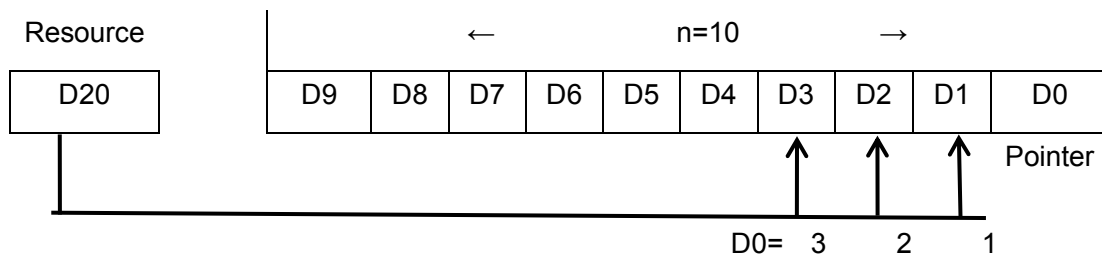 Resource ← n=10 →
D20 D9 D8 D7 D6 D5 D4 D3 D2 D1 D0
Pointer
D0= 3 2 1